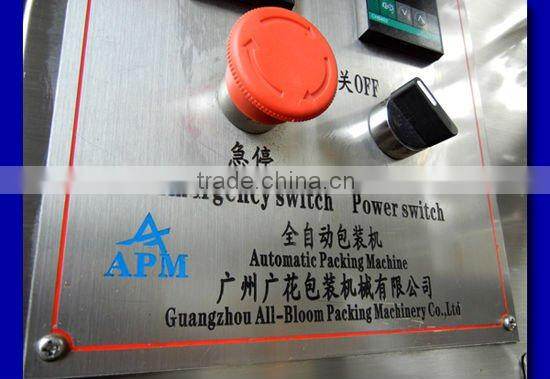 关OFF
急停
trade.china.cn
rgency switch Power switch
全自动包装机
Automatic Packing Machine
APM
广州广花包装机械有限公司
Guangzhou All-Bloom Packing Machinery Co.,Ltd